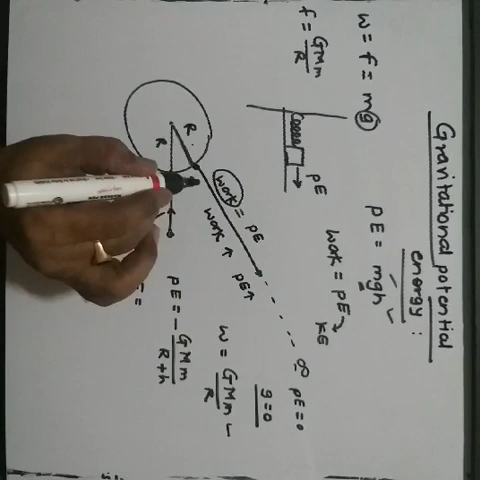 Gravitational potential
energy :
w = f = mg
PE = mgh
f = GMm
R
PE
work = PE
KE
∞ PE = 0
g = 0
work = PE
work ↑ PE↑
w = GMm
R
R
R
PE = - GMm
R+h
=